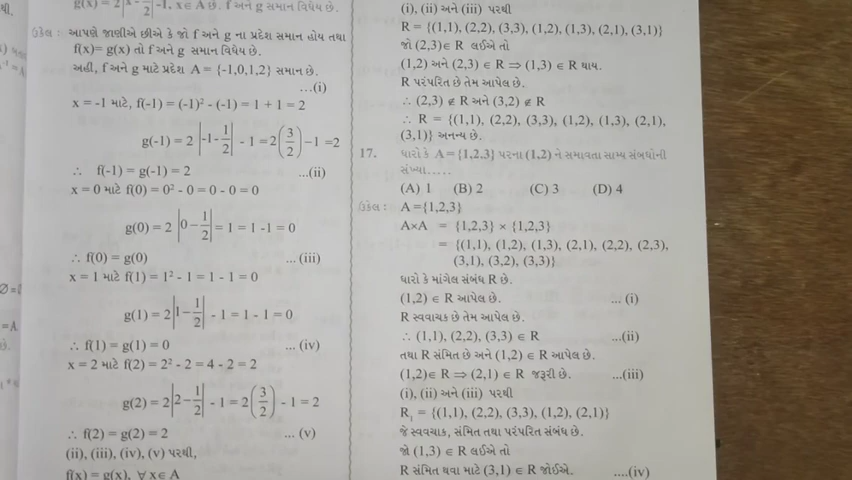 g(x) = 2|x - 1/2| -1, x∈A છે. f અને g સમાન વિધેય છે.
ઉકેલ : આપણે જાણીએ છીએ કે જો f અને g ના પ્રદેશ સમાન હોય તથા
f(x)= g(x) તો f અને g સમાન વિધેય છે.
અહી, f અને g માટે પ્રદેશ A = {-1,0,1,2} સમાન છે.
...(i)
x = -1 માટે, f(-1) = (-1)² - (-1) = 1 + 1 = 2
g(-1) = 2 |-1 - 1/2| - 1 = 2(3/2) - 1 = 2
∴ f(-1) = g(-1) = 2 ...(ii)
x = 0 માટે f(0) = 0² - 0 = 0 - 0 = 0
g(0) = 2 |0 - 1/2| = 1 = 1 -1 = 0
∴ f(0) = g(0) ... (iii)
x = 1 માટે f(1) = 1² - 1 = 1 - 1 = 0
g(1) = 2|1 - 1/2| - 1 = 1 - 1 = 0
∴ f(1) = g(1) = 0 ... (iv)
x = 2 માટે f(2) = 2² - 2 = 4 - 2 = 2
g(2) = 2|2 - 1/2| - 1 = 2(3/2) - 1 = 2
∴ f(2) = g(2) = 2 ... (v)
(ii), (iii), (iv), (v) પરથી,
f(x) = g(x), ∀ x∈A
(i), (ii) અને (iii) પરથી
R = {(1,1), (2,2), (3,3), (1,2), (1,3), (2,1), (3,1)}
જો (2,3)∈ R લઈએ તો
(1,2) અને (2,3) ∈ R ⇒ (1,3) ∈ R થાય.
R પરંપરિત છે તેમ આપેલ છે.
∴ (2,3) ∉ R અને (3,2) ∉ R
∴ R = {(1,1), (2,2), (3,3), (1,2), (1,3), (2,1),
(3,1)} અનન્ય છે.
17. ધારો કે A={1,2,3} પરના (1,2) ને સમાવતા સામ્ય સંબધોની
સંખ્યા.....
(A) 1 (B) 2 (C) 3 (D) 4
ઉકેલ : A ={1,2,3}
A×A = {1,2,3} × {1,2,3}
= {(1,1), (1,2), (1,3), (2,1), (2,2), (2,3),
(3,1), (3,2), (3,3)}
ધારો કે માંગેલ સંબંધ R છે.
(1,2) ∈ R આપેલ છે. ... (i)
R સ્વવાચક છે તેમ આપેલ છે.
∴ (1,1), (2,2), (3,3) ∈ R ...(ii)
તથા R સંમિત છે અને (1,2) ∈ R આપેલ છે.
(1,2)∈ R ⇒ (2,1) ∈ R જરૂરી છે. ...(iii)
(i), (ii) અને (iii) પરથી
R₁ = {(1,1), (2,2), (3,3), (1,2), (2,1)}
જે સ્વવાચક, સંમિત તથા પરંપરિત સંબંધ છે.
જો (1,3) ∈ R લઈએ તો
R સંમિત થવા માટે (3,1) ∈ R જોઈએ. ....(iv)